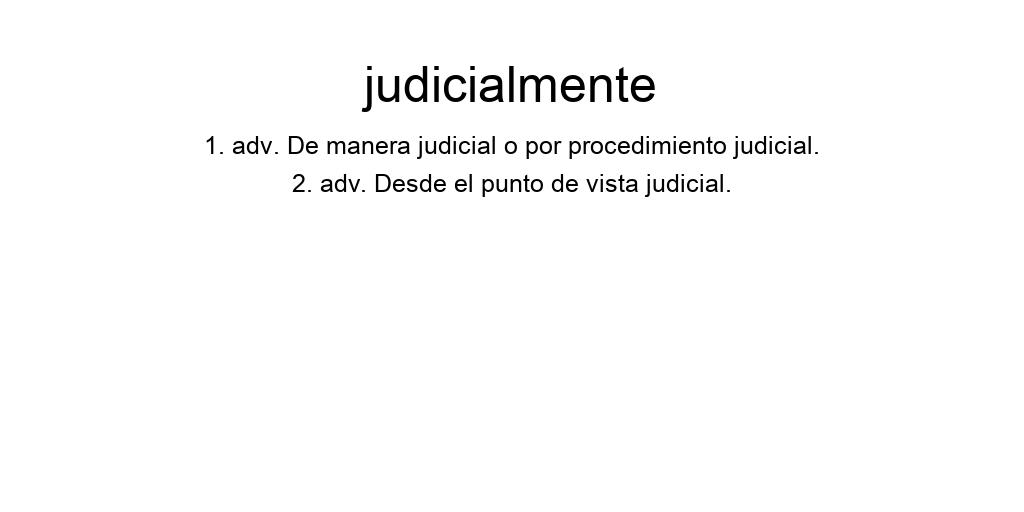 judicialmente
1. adv. De manera judicial o por procedimiento judicial.
2. adv. Desde el punto de vista judicial.